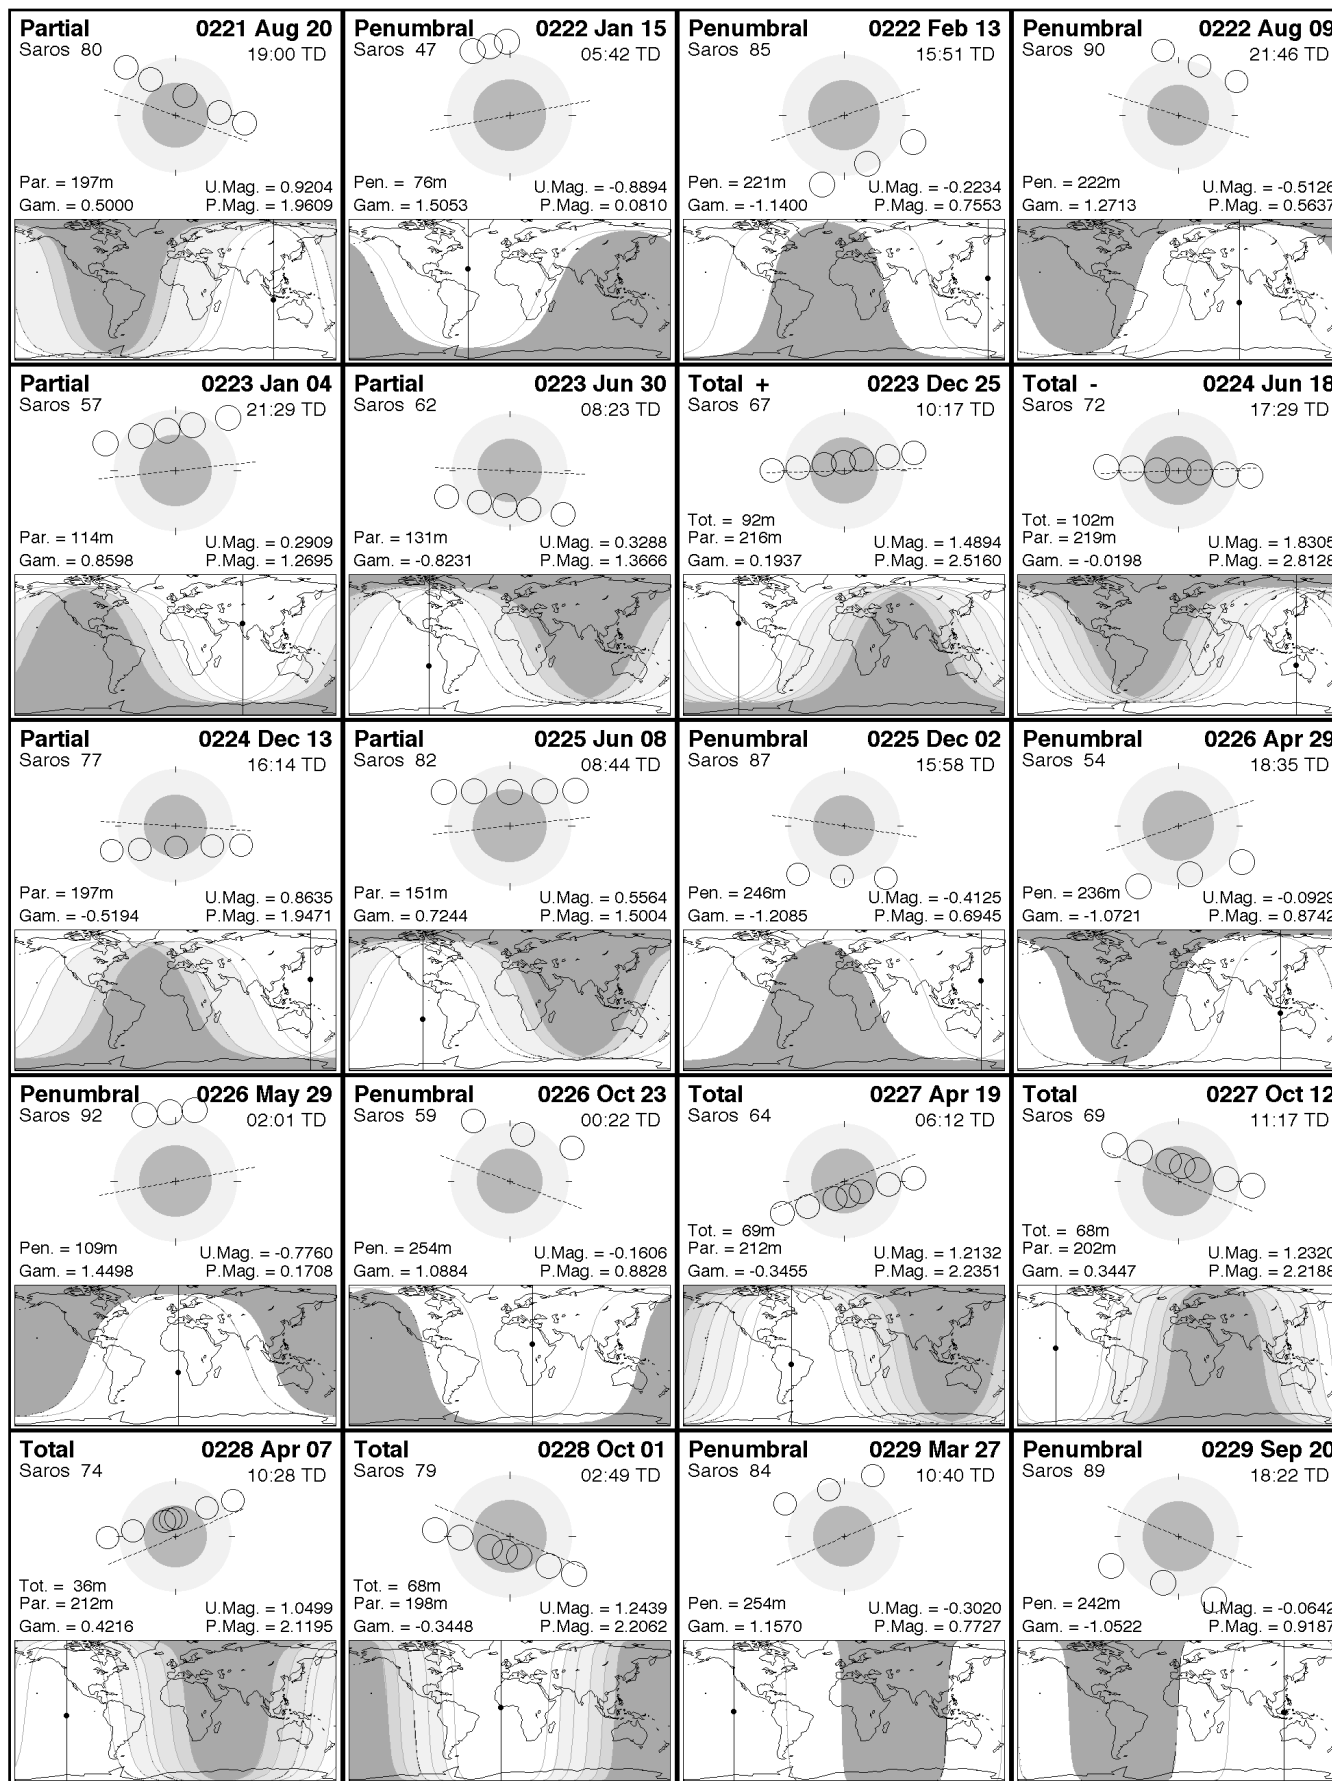 Partial 0221 Aug 20
Saros 80 19:00 TD
Par. = 197m U.Mag. = 0.9204
Gam. = 0.5000 P.Mag. = 1.9609
Penumbral 0222 Jan 15
Saros 47 05:42 TD
Pen. = 76m U.Mag. = -0.8894
Gam. = 1.5053 P.Mag. = 0.0810
Penumbral 0222 Feb 13
Saros 85 15:51 TD
Pen. = 221m U.Mag. = -0.2234
Gam. = -1.1400 P.Mag. = 0.7553
Penumbral 0222 Aug 09
Saros 90 21:46 TD
Pen. = 222m U.Mag. = -0.5126
Gam. = 1.2713 P.Mag. = 0.5637
Partial 0223 Jan 04
Saros 57 21:29 TD
Par. = 114m U.Mag. = 0.2909
Gam. = 0.8598 P.Mag. = 1.2695
Partial 0223 Jun 30
Saros 62 08:23 TD
Par. = 131m U.Mag. = 0.3288
Gam. = -0.8231 P.Mag. = 1.3666
Total + 0223 Dec 25
Saros 67 10:17 TD
Tot. = 92m
Par. = 216m U.Mag. = 1.4894
Gam. = 0.1937 P.Mag. = 2.5160
Total - 0224 Jun 18
Saros 72 17:29 TD
Tot. = 102m
Par. = 219m U.Mag. = 1.8305
Gam. = -0.0198 P.Mag. = 2.8128
Partial 0224 Dec 13
Saros 77 16:14 TD
Par. = 197m U.Mag. = 0.8635
Gam. = -0.5194 P.Mag. = 1.9471
Partial 0225 Jun 08
Saros 82 08:44 TD
Par. = 151m U.Mag. = 0.5564
Gam. = 0.7244 P.Mag. = 1.5004
Penumbral 0225 Dec 02
Saros 87 15:58 TD
Pen. = 246m U.Mag. = -0.4125
Gam. = -1.2085 P.Mag. = 0.6945
Penumbral 0226 Apr 29
Saros 54 18:35 TD
Pen. = 236m U.Mag. = -0.0929
Gam. = -1.0721 P.Mag. = 0.8742
Penumbral 0226 May 29
Saros 92 02:01 TD
Pen. = 109m U.Mag. = -0.7760
Gam. = 1.4498 P.Mag. = 0.1708
Penumbral 0226 Oct 23
Saros 59 00:22 TD
Pen. = 254m U.Mag. = -0.1606
Gam. = 1.0884 P.Mag. = 0.8828
Total 0227 Apr 19
Saros 64 06:12 TD
Tot. = 69m
Par. = 212m U.Mag. = 1.2132
Gam. = -0.3455 P.Mag. = 2.2351
Total 0227 Oct 12
Saros 69 11:17 TD
Tot. = 68m
Par. = 202m U.Mag. = 1.2320
Gam. = 0.3447 P.Mag. = 2.2188
Total 0228 Apr 07
Saros 74 10:28 TD
Tot. = 36m
Par. = 212m U.Mag. = 1.0499
Gam. = 0.4216 P.Mag. = 2.1195
Total 0228 Oct 01
Saros 79 02:49 TD
Tot. = 68m
Par. = 198m U.Mag. = 1.2439
Gam. = -0.3448 P.Mag. = 2.2062
Penumbral 0229 Mar 27
Saros 84 10:40 TD
Pen. = 254m U.Mag. = -0.3020
Gam. = 1.1570 P.Mag. = 0.7727
Penumbral 0229 Sep 20
Saros 89 18:22 TD
Pen. = 242m U.Mag. = -0.0642
Gam. = -1.0522 P.Mag. = 0.9187